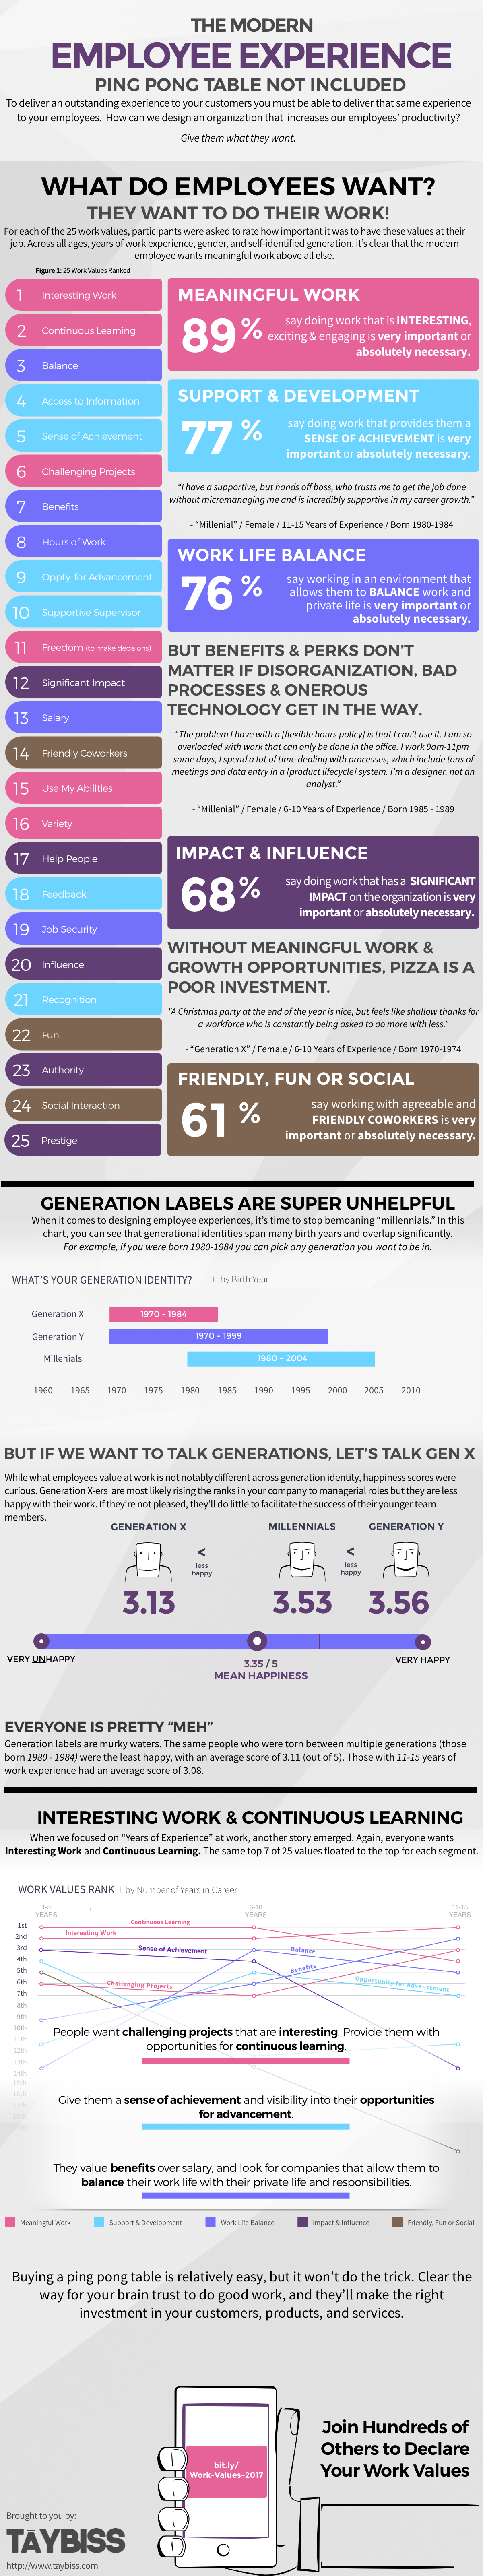 THE MODERN
EMPLOYEE EXPERIENCE
PING PONG TABLE NOT INCLUDED
To deliver an outstanding experience to your customers you must be able to deliver that same experience
to your employees. How can we design an organization that increases our employees' productivity?
Give them what they want.
WHAT DO EMPLOYEES WANT?
THEY WANT TO DO THEIR WORK!
For each of the 25 work values, participants were asked to rate how important it was to have these values at their
job. Across all ages, years of work experience, gender, and self-identified generation, it's clear that the modern
employee wants meaningful work above all else.
Figure 1: 25 Work Values Ranked
1 Interesting Work
2 Continuous Learning
3 Balance
4 Access to Information
5 Sense of Achievement
6 Challenging Projects
7 Benefits
8 Hours of Work
9 Oppty. for Advancement
10 Supportive Supervisor
11 Freedom (to make decisions)
12 Significant Impact
13 Salary
14 Friendly Coworkers
15 Use My Abilities
16 Variety
17 Help People
18 Feedback
19 Job Security
20 Influence
21 Recognition
22 Fun
23 Authority
24 Social Interaction
25 Prestige
MEANINGFUL WORK
89 %
say doing work that is INTERESTING,
exciting & engaging is very important or
absolutely necessary.
SUPPORT & DEVELOPMENT
77 %
say doing work that provides them a
SENSE OF ACHIEVEMENT is very
important or absolutely necessary.
"I have a supportive, but hands off boss, who trusts me to get the job done
without micromanaging me and is incredibly supportive in my career growth."
- "Millenial" / Female / 11-15 Years of Experience / Born 1980-1984
WORK LIFE BALANCE
76 %
say working in an environment that
allows them to BALANCE work and
private life is very important or
absolutely necessary.
BUT BENEFITS & PERKS DON'T
MATTER IF DISORGANIZATION, BAD
PROCESSES & ONEROUS
TECHNOLOGY GET IN THE WAY.
"The problem I have with a [flexible hours policy] is that I can't use it. I am so
overloaded with work that can only be done in the office. I work 9am-11pm
some days, I spend a lot of time dealing with processes, which include tons of
meetings and data entry in a [product lifecycle] system. I'm a designer, not an
analyst."
- "Millenial" / Female / 6-10 Years of Experience / Born 1985 - 1989
IMPACT & INFLUENCE
68%
say doing work that has a SIGNIFICANT
IMPACT on the organization is very
important or absolutely necessary.
WITHOUT MEANINGFUL WORK &
GROWTH OPPORTUNITIES, PIZZA IS A
POOR INVESTMENT.
"A Christmas party at the end of the year is nice, but feels like shallow thanks for
a workforce who is constantly being asked to do more with less."
- "Generation X" / Female / 6-10 Years of Experience / Born 1970-1974
FRIENDLY, FUN OR SOCIAL
61 %
say working with agreeable and
FRIENDLY COWORKERS is very
important or absolutely necessary.
GENERATION LABELS ARE SUPER UNHELPFUL
When it comes to designing employee experiences, it's time to stop bemoaning "millennials." In this
chart, you can see that generational identities span many birth years and overlap significantly.
For example, if you were born 1980-1984 you can pick any generation you want to be in.
WHAT'S YOUR GENERATION IDENTITY? | by Birth Year
Generation X 1970 - 1984
Generation Y 1970 - 1999
Millenials 1980 - 2004
1960 1965 1970 1975 1980 1985 1990 1995 2000 2005 2010
BUT IF WE WANT TO TALK GENERATIONS, LET'S TALK GEN X
While what employees value at work is not notably different across generation identity, happiness scores were
curious. Generation X-ers are most likely rising the ranks in your company to managerial roles but they are less
happy with their work. If they're not pleased, they'll do little to facilitate the success of their younger team
members.
GENERATION X MILLENNIALS GENERATION Y
< less happy < less happy
3.13 3.53 3.56
VERY UNHAPPY
3.35 / 5
MEAN HAPPINESS
VERY HAPPY
EVERYONE IS PRETTY "MEH"
Generation labels are murky waters. The same people who were torn between multiple generations (those
born 1980 - 1984) were the least happy, with an average score of 3.11 (out of 5). Those with 11-15 years of
work experience had an average score of 3.08.
INTERESTING WORK & CONTINUOUS LEARNING
When we focused on "Years of Experience" at work, another story emerged. Again, everyone wants
Interesting Work and Continuous Learning. The same top 7 of 25 values floated to the top for each segment.
WORK VALUES RANK | by Number of Years in Career
1-5 YEARS
6-10 YEARS
11-15 YEARS
1st
2nd
3rd
4th
5th
6th
7th
8th
9th
10th
11th
12th
13th
14th
15th
Continuous Learning
Interesting Work
Sense of Achievement
Balance
Benefits
Challenging Projects
Opportunity for Advancement
People want challenging projects that are interesting. Provide them with
opportunities for continuous learning.
Give them a sense of achievement and visibility into their opportunities
for advancement.
They value benefits over salary, and look for companies that allow them to
balance their work life with their private life and responsibilities.
Meaningful Work
Support & Development
Work Life Balance
Impact & Influence
Friendly, Fun or Social
Buying a ping pong table is relatively easy, but it won't do the trick. Clear the
way for your brain trust to do good work, and they'll make the right
investment in your customers, products, and services.
bit.ly/
Work-Values-2017
Join Hundreds of
Others to Declare
Your Work Values
Brought to you by:
TAYBISS
http://www.taybiss.com